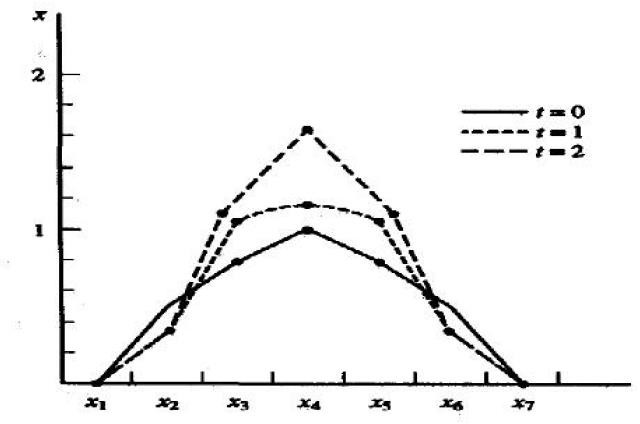 x
2
t = 0
t = 1
t = 2
1
x₁ x₂ x₃ x₄ x₅ x₆ x₇